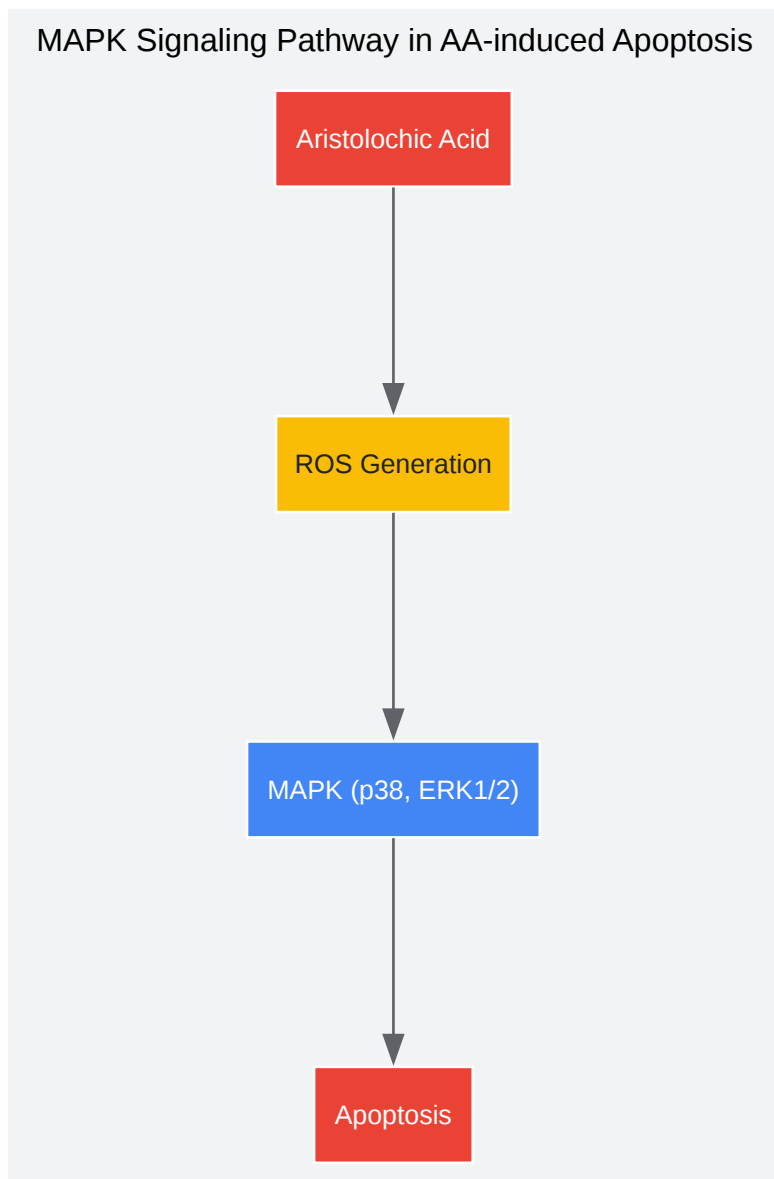 MAPK Signaling Pathway in AA-induced Apoptosis
Aristolochic Acid
ROS Generation
MAPK (p38, ERK1/2)
Apoptosis